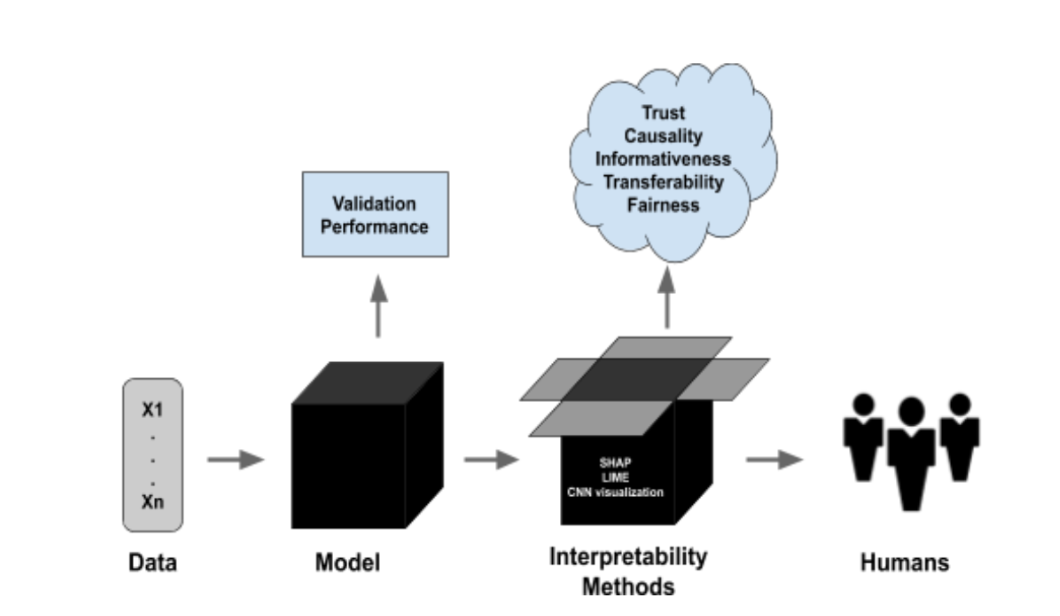 Trust
Causality
Informativeness
Transferability
Fairness
Validation
Performance
X1
.
.
.
Xn
SHAP
LIME
CNN visualization
Data
Model
Interpretability
Methods
Humans